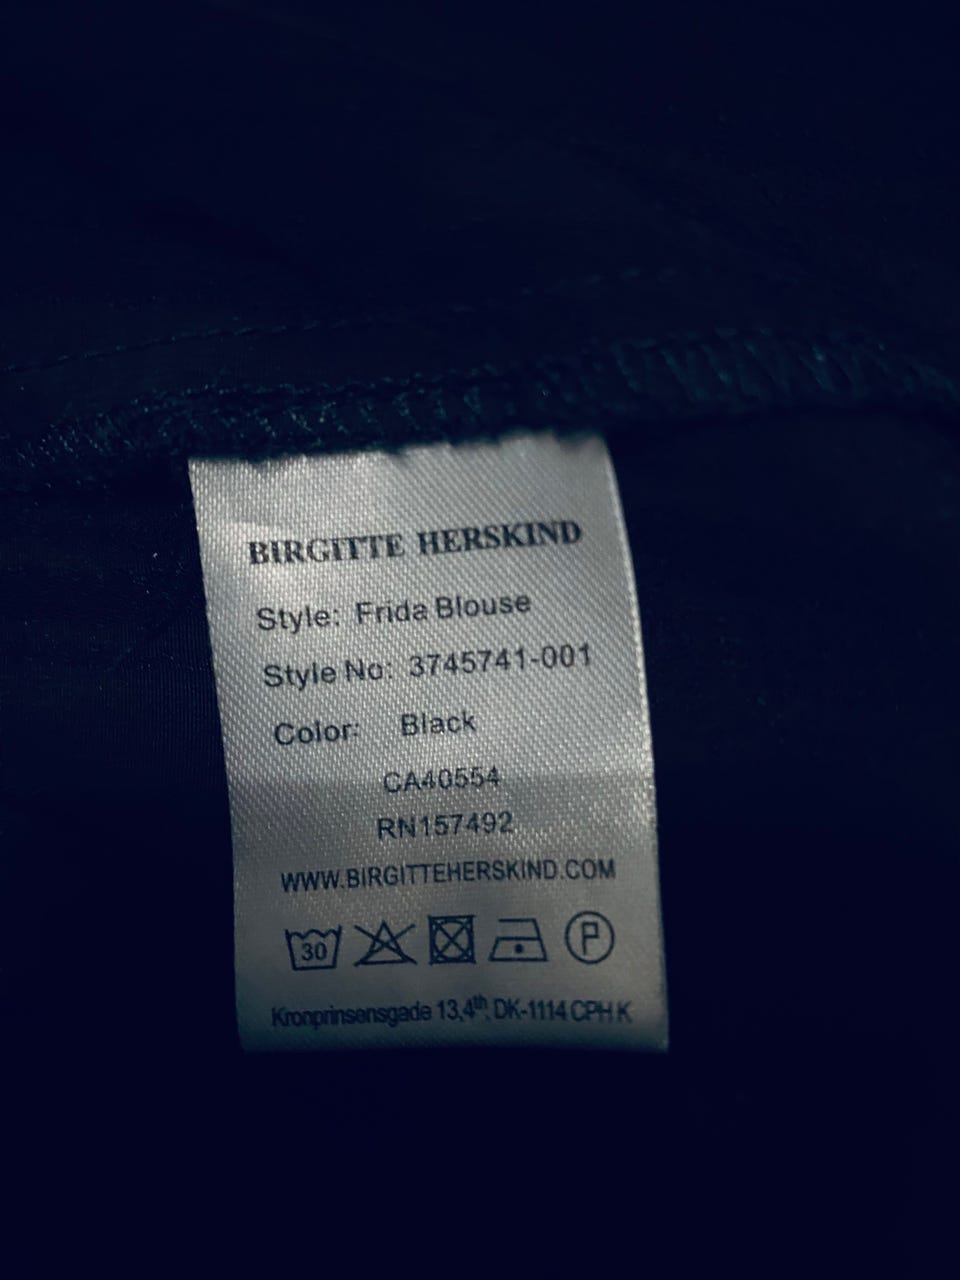 BIRGITTE HERSKIND
Style: Frida Blouse
Style No: 3745741-001
Color: Black
CA40554
RN157492
WWW.BIRGITTEHERSKIND.COM
30 P
Kronprinsensgade 13,4th, DK-1114 CPH K